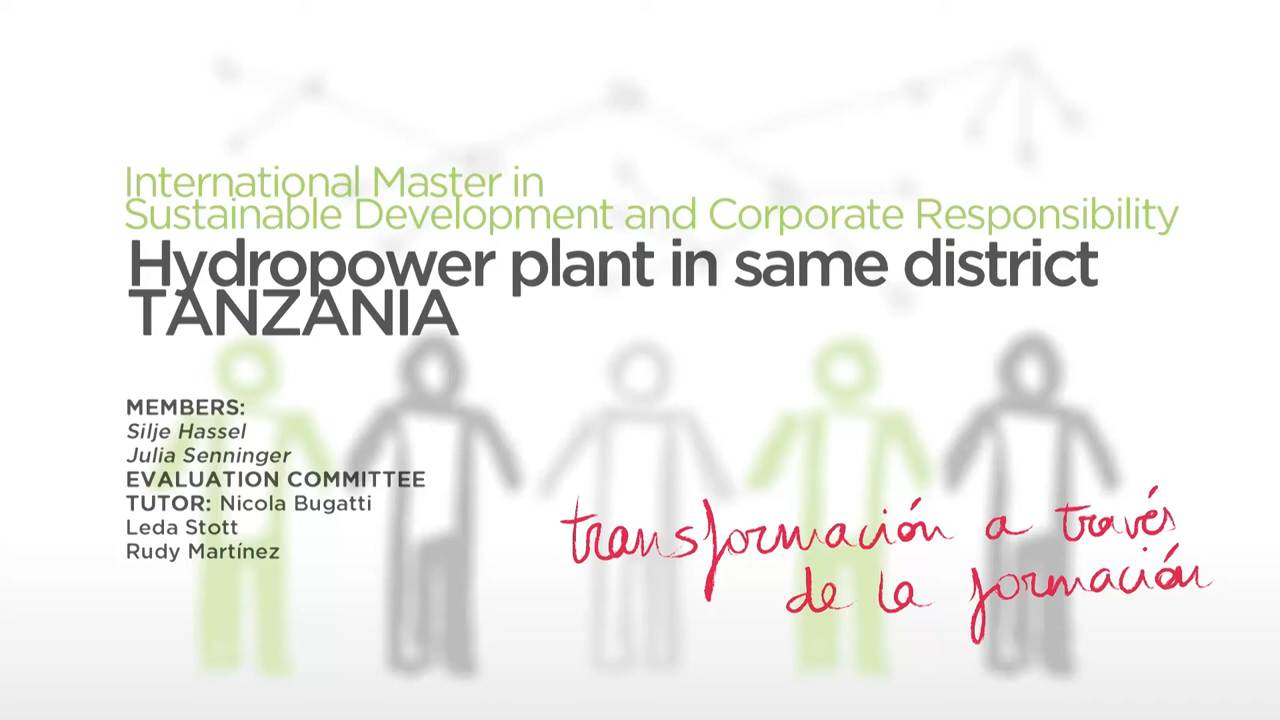 International Master in
Sustainable Development and Corporate Responsibility
Hydropower plant in same district
TANZANIA
MEMBERS:
Silje Hassel
Julia Senninger
EVALUATION COMMITTEE
TUTOR: Nicola Bugatti
Leda Stott
Rudy Martínez
transformación a través
de la formación